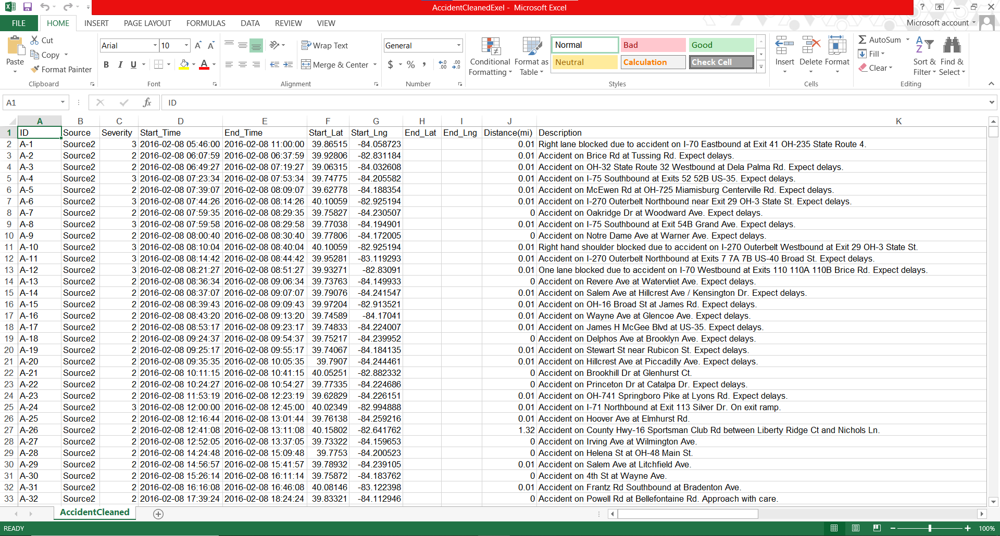 AccidentCleanedExel - Microsoft Excel
FILE HOME INSERT PAGE LAYOUT FORMULAS DATA REVIEW VIEW Microsoft account
Paste Cut Copy Format Painter
Clipboard
Arial 10
B I U
Font
Wrap Text
Merge & Center
Alignment
General
$ % ,
Number
Conditional Formatting Format as Table
Normal Bad Good
Neutral Calculation Check Cell
Styles
Insert Delete Format
Cells
AutoSum Fill Clear Sort & Filter Find & Select
Editing
A1 fx ID
A B C D E F G H I J K
1 ID Source Severity Start_Time End_Time Start_Lat Start_Lng End_Lat End_Lng Distance(mi) Description
2 A-1 Source2 3 2016-02-08 05:46:00 2016-02-08 11:00:00 39.86515 -84.058723 0.01 Right lane blocked due to accident on I-70 Eastbound at Exit 41 OH-235 State Route 4.
3 A-2 Source2 2 2016-02-08 06:07:59 2016-02-08 06:37:59 39.92806 -82.831184 0.01 Accident on Brice Rd at Tussing Rd. Expect delays.
4 A-3 Source2 2 2016-02-08 06:49:27 2016-02-08 07:19:27 39.06315 -84.032608 0.01 Accident on OH-32 State Route 32 Westbound at Dela Palma Rd. Expect delays.
5 A-4 Source2 3 2016-02-08 07:23:34 2016-02-08 07:53:34 39.74775 -84.205582 0.01 Accident on I-75 Southbound at Exits 52 52B US-35. Expect delays.
6 A-5 Source2 2 2016-02-08 07:39:07 2016-02-08 08:09:07 39.62778 -84.188354 0.01 Accident on McEwen Rd at OH-725 Miamisburg Centerville Rd. Expect delays.
7 A-6 Source2 3 2016-02-08 07:44:26 2016-02-08 08:14:26 40.10059 -82.925194 0.01 Accident on I-270 Outerbelt Northbound near Exit 29 OH-3 State St. Expect delays.
8 A-7 Source2 2 2016-02-08 07:59:35 2016-02-08 08:29:35 39.75827 -84.230507 0 Accident on Oakridge Dr at Woodward Ave. Expect delays.
9 A-8 Source2 3 2016-02-08 07:59:58 2016-02-08 08:29:58 39.77038 -84.194901 0.01 Accident on I-75 Southbound at Exit 54B Grand Ave. Expect delays.
10 A-9 Source2 2 2016-02-08 08:00:40 2016-02-08 08:30:40 39.77806 -84.172005 0 Accident on Notre Dame Ave at Warner Ave. Expect delays.
11 A-10 Source2 3 2016-02-08 08:10:04 2016-02-08 08:40:04 40.10059 -82.925194 0.01 Right hand shoulder blocked due to accident on I-270 Outerbelt Westbound at Exit 29 OH-3 State St.
12 A-11 Source2 3 2016-02-08 08:14:42 2016-02-08 08:44:42 39.95281 -83.119293 0.01 Accident on I-270 Outerbelt Northbound at Exits 7 7A 7B US-40 Broad St. Expect delays.
13 A-12 Source2 3 2016-02-08 08:21:27 2016-02-08 08:51:27 39.93271 -82.83091 0.01 One lane blocked due to accident on I-70 Westbound at Exits 110 110A 110B Brice Rd. Expect delays.
14 A-13 Source2 2 2016-02-08 08:36:34 2016-02-08 09:06:34 39.73763 -84.149933 0 Accident on Revere Ave at Watervliet Ave. Expect delays.
15 A-14 Source2 2 2016-02-08 08:37:07 2016-02-08 09:07:07 39.79076 -84.241547 0.01 Accident on Salem Ave at Hillcrest Ave / Kensington Dr. Expect delays.
16 A-15 Source2 2 2016-02-08 08:39:43 2016-02-08 09:09:43 39.97204 -82.913521 0.01 Accident on OH-16 Broad St at James Rd. Expect delays.
17 A-16 Source2 2 2016-02-08 08:43:20 2016-02-08 09:13:20 39.74589 -84.17041 0.01 Accident on Wayne Ave at Glencoe Ave. Expect delays.
18 A-17 Source2 2 2016-02-08 08:53:17 2016-02-08 09:23:17 39.74833 -84.224007 0.01 Accident on James H McGee Blvd at US-35. Expect delays.
19 A-18 Source2 2 2016-02-08 09:24:37 2016-02-08 09:54:37 39.75217 -84.239952 0 Accident on Delphos Ave at Brooklyn Ave. Expect delays.
20 A-19 Source2 2 2016-02-08 09:25:17 2016-02-08 09:55:17 39.74067 -84.184135 0.01 Accident on Stewart St near Rubicon St. Expect delays.
21 A-20 Source2 2 2016-02-08 09:35:35 2016-02-08 10:05:35 39.7907 -84.244461 0.01 Accident on Hillcrest Ave at Piccadilly Ave. Expect delays.
22 A-21 Source2 2 2016-02-08 10:11:15 2016-02-08 10:41:15 40.05251 -82.882332 0 Accident on Brookhill Dr at Glenhurst Ct.
23 A-22 Source2 2 2016-02-08 10:24:27 2016-02-08 10:54:27 39.77335 -84.224686 0 Accident on Princeton Dr at Catalpa Dr. Expect delays.
24 A-23 Source2 2 2016-02-08 11:53:19 2016-02-08 12:23:19 39.62829 -84.226151 0.01 Accident on OH-741 Springboro Pike at Lyons Rd. Expect delays.
25 A-24 Source2 3 2016-02-08 12:00:00 2016-02-08 12:45:00 40.02349 -82.994888 0.01 Accident on I-71 Northbound at Exit 113 Silver Dr. On exit ramp.
26 A-25 Source2 2 2016-02-08 12:16:44 2016-02-08 13:01:44 39.76138 -84.259216 0.01 Accident on Hoover Ave at Elmhurst Rd.
27 A-26 Source2 2 2016-02-08 12:41:08 2016-02-08 13:11:08 40.15802 -82.641762 1.32 Accident on County Hwy-16 Sportsman Club Rd between Liberty Ridge Ct and Nichols Ln.
28 A-27 Source2 2 2016-02-08 12:52:05 2016-02-08 13:37:05 39.73322 -84.159653 0 Accident on Irving Ave at Wilmington Ave.
29 A-28 Source2 2 2016-02-08 14:24:48 2016-02-08 15:09:48 39.7753 -84.200523 0 Accident on Helena St at OH-48 Main St.
30 A-29 Source2 2 2016-02-08 14:56:57 2016-02-08 15:41:57 39.78932 -84.239105 0.01 Accident on Salem Ave at Litchfield Ave.
31 A-30 Source2 2 2016-02-08 15:26:14 2016-02-08 16:11:14 39.75872 -84.183762 0 Accident on 4th St at Wayne Ave.
32 A-31 Source2 2 2016-02-08 16:16:08 2016-02-08 16:46:08 40.08146 -83.122398 0.01 Accident on Frantz Rd Southbound at Bradenton Ave.
33 A-32 Source2 2 2016-02-08 17:39:24 2016-02-08 18:24:24 39.83321 -84.112946 0 Accident on Powell Rd at Bellefontaine Rd. Approach with care.
AccidentCleaned
READY 100%